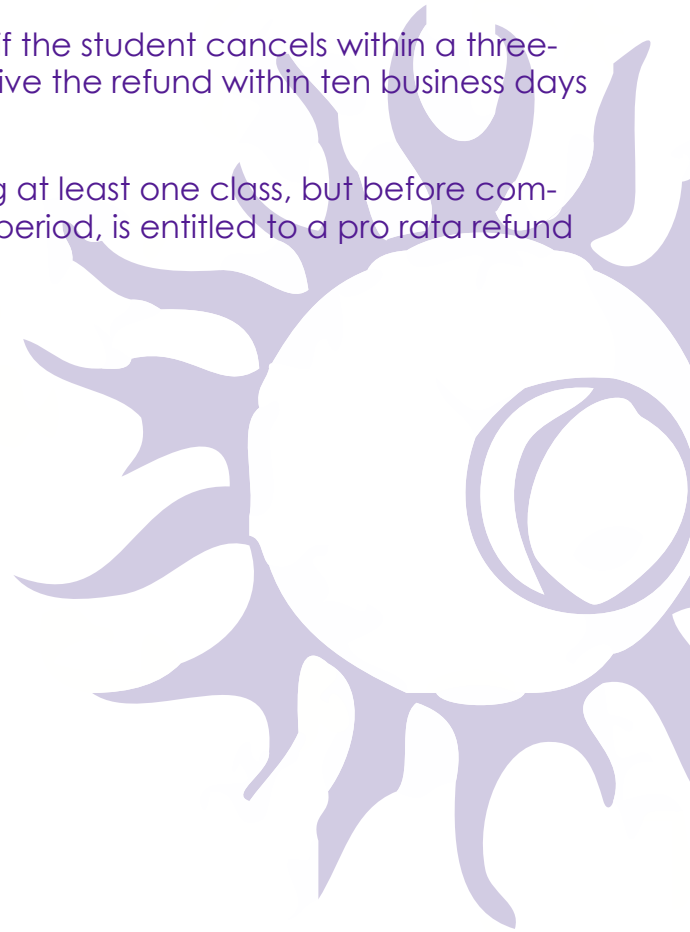 if the student cancels within a three-
ive the refund within ten business days
g at least one class, but before com-
period, is entitled to a pro rata refund